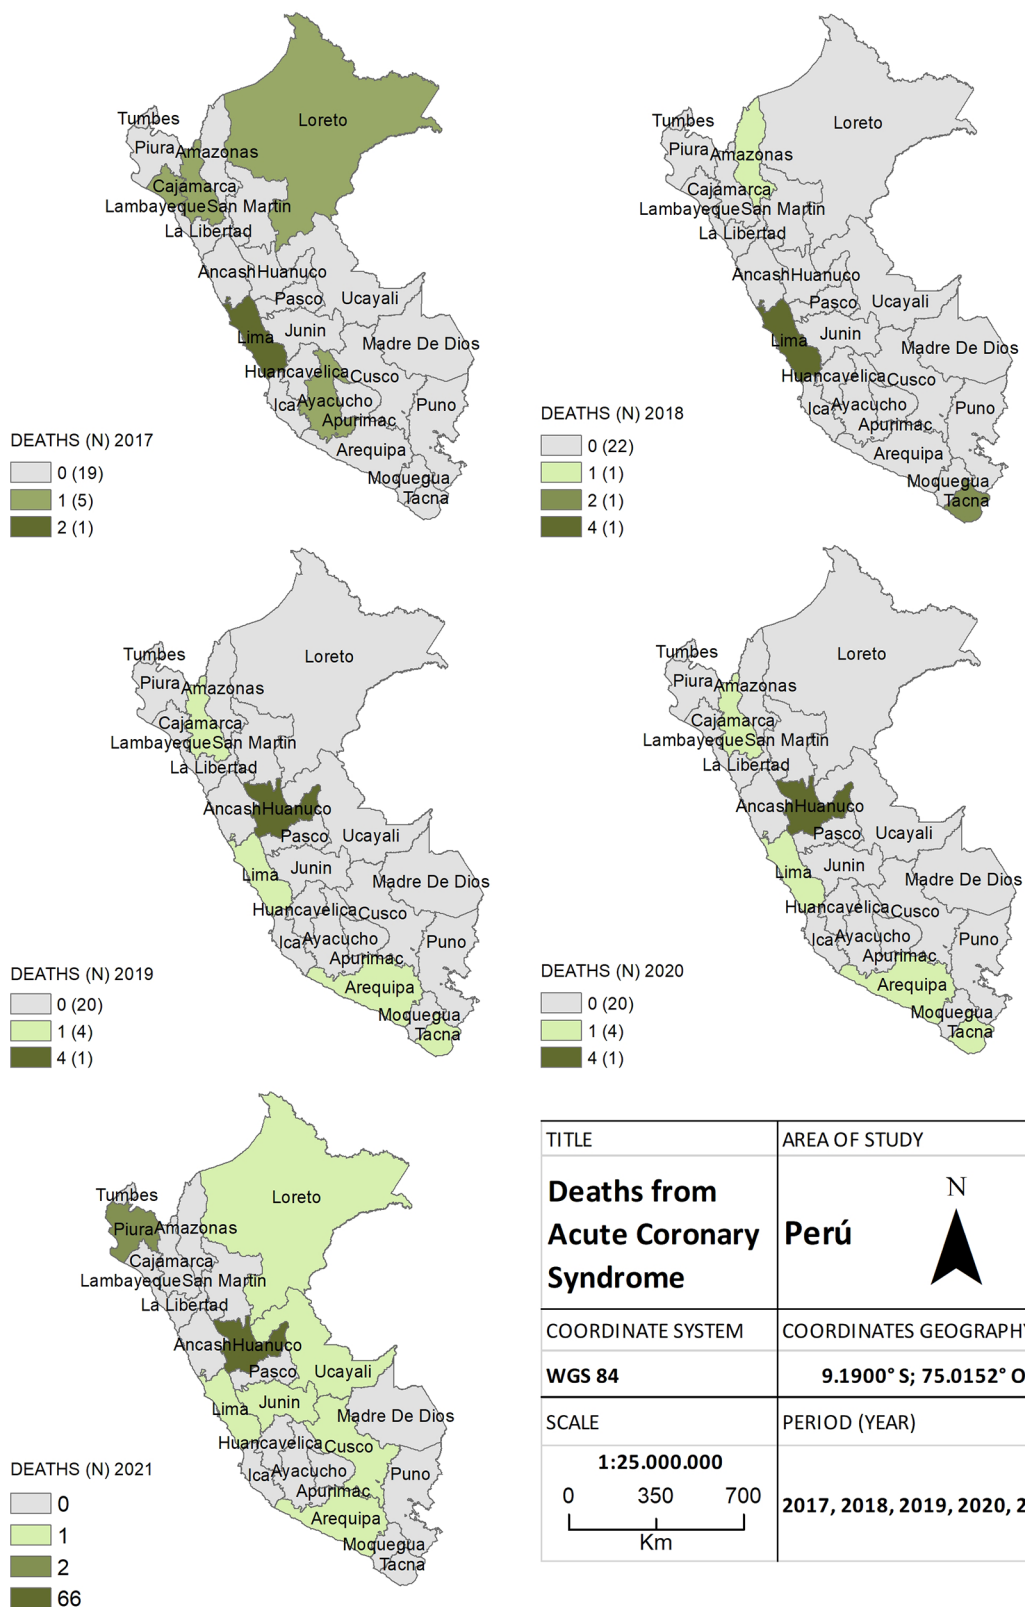 Tumbes
Piura
Amazonas
Loreto
Cajamarca
Lambayeque
San Martin
La Libertad
Ancash
Huanuco
Pasco
Ucayali
Lima
Junin
Madre De Dios
Huancavelica
Cusco
Ica
Ayacucho
Apurimac
Puno
Arequipa
Moquegua
Tacna
DEATHS (N) 2017
0 (19)
1 (5)
2 (1)
Tumbes
Piura
Amazonas
Loreto
Cajamarca
Lambayeque
San Martin
La Libertad
Ancash
Huanuco
Pasco
Ucayali
Lima
Junin
Madre De Dios
Huancavelica
Cusco
Ica
Ayacucho
Apurimac
Puno
Arequipa
Moquegua
Tacna
DEATHS (N) 2018
0 (22)
1 (1)
2 (1)
4 (1)
Tumbes
Piura
Amazonas
Loreto
Cajamarca
Lambayeque
San Martin
La Libertad
Ancash
Huanuco
Pasco
Ucayali
Lima
Junin
Madre De Dios
Huancavelica
Cusco
Ica
Ayacucho
Apurimac
Puno
Arequipa
Moquegua
Tacna
DEATHS (N) 2019
0 (20)
1 (4)
4 (1)
Tumbes
Piura
Amazonas
Loreto
Cajamarca
Lambayeque
San Martin
La Libertad
Ancash
Huanuco
Pasco
Ucayali
Lima
Junin
Madre De Dios
Huancavelica
Cusco
Ica
Ayacucho
Apurimac
Puno
Arequipa
Moquegua
Tacna
DEATHS (N) 2020
0 (20)
1 (4)
4 (1)
Tumbes
Piura
Amazonas
Loreto
Cajamarca
Lambayeque
San Martin
La Libertad
Ancash
Huanuco
Pasco
Ucayali
Lima
Junin
Madre De Dios
Huancavelica
Cusco
Ica
Ayacucho
Apurimac
Puno
Arequipa
Moquegua
Tacna
DEATHS (N) 2021
0
1
2
66
TITLE
Deaths from
Acute Coronary
Syndrome
AREA OF STUDY
Perú
N
COORDINATE SYSTEM
WGS 84
COORDINATES GEOGRAPHY
9.1900° S; 75.0152° O
SCALE
1:25.000.000
0 350 700
Km
PERIOD (YEAR)
2017, 2018, 2019, 2020, 2